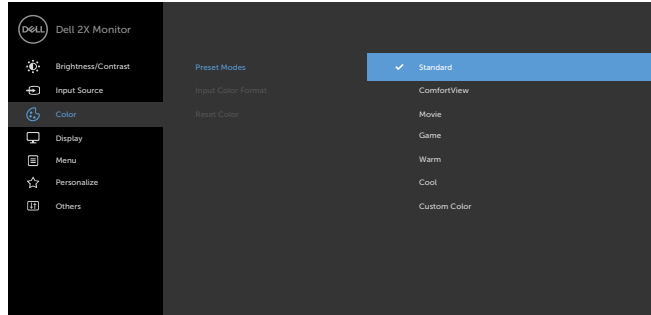 DELL Dell 2X Monitor
Brightness/Contrast Preset Modes Standard
Input Source Input Color Format ComfortView
Color Reset Color Movie
Display Game
Menu Warm
Personalize Cool
Others Custom Color